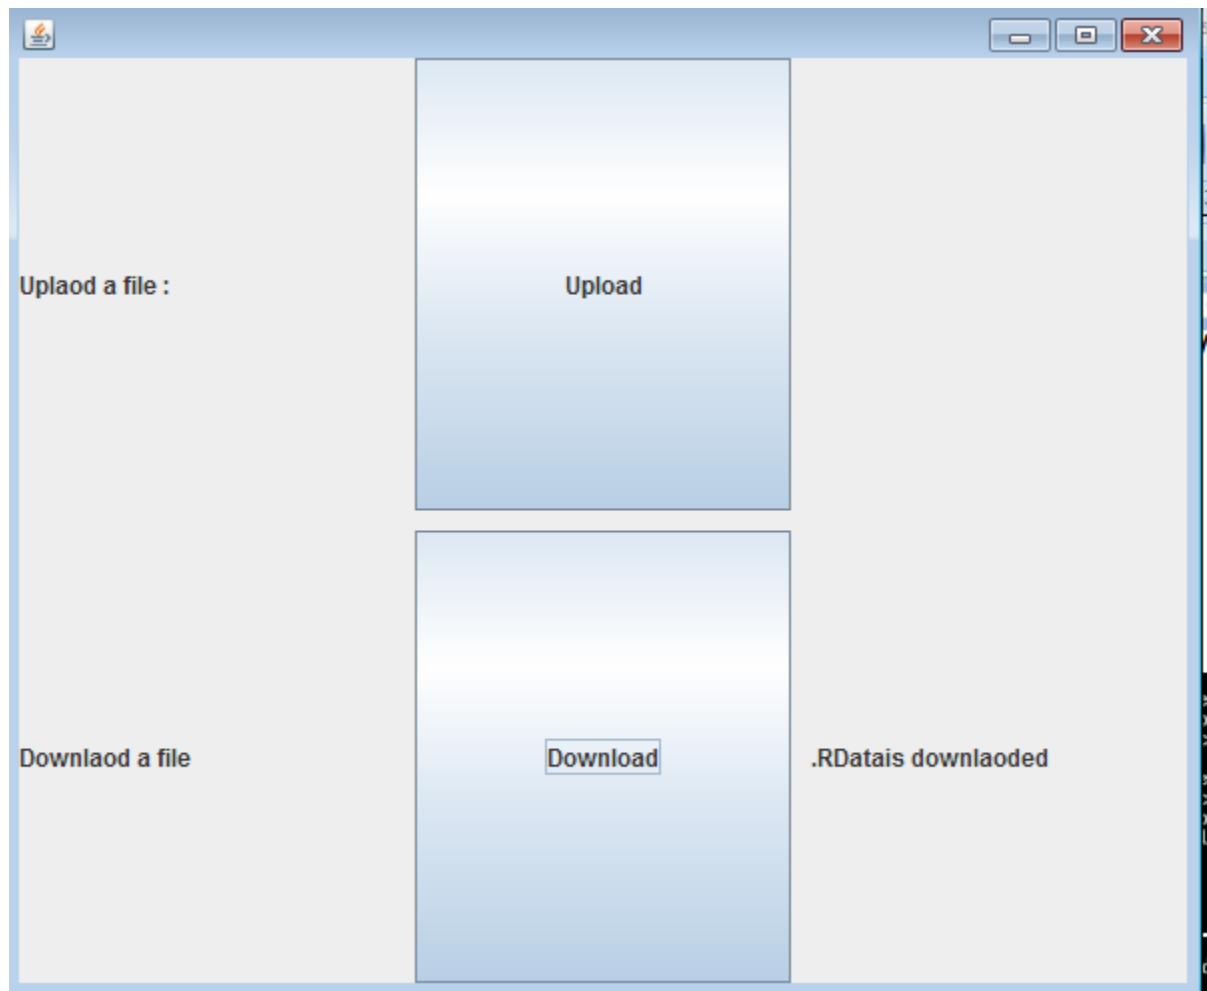 Uplaod a file :
Upload
Downlaod a file
Download
.RDatais downlaoded